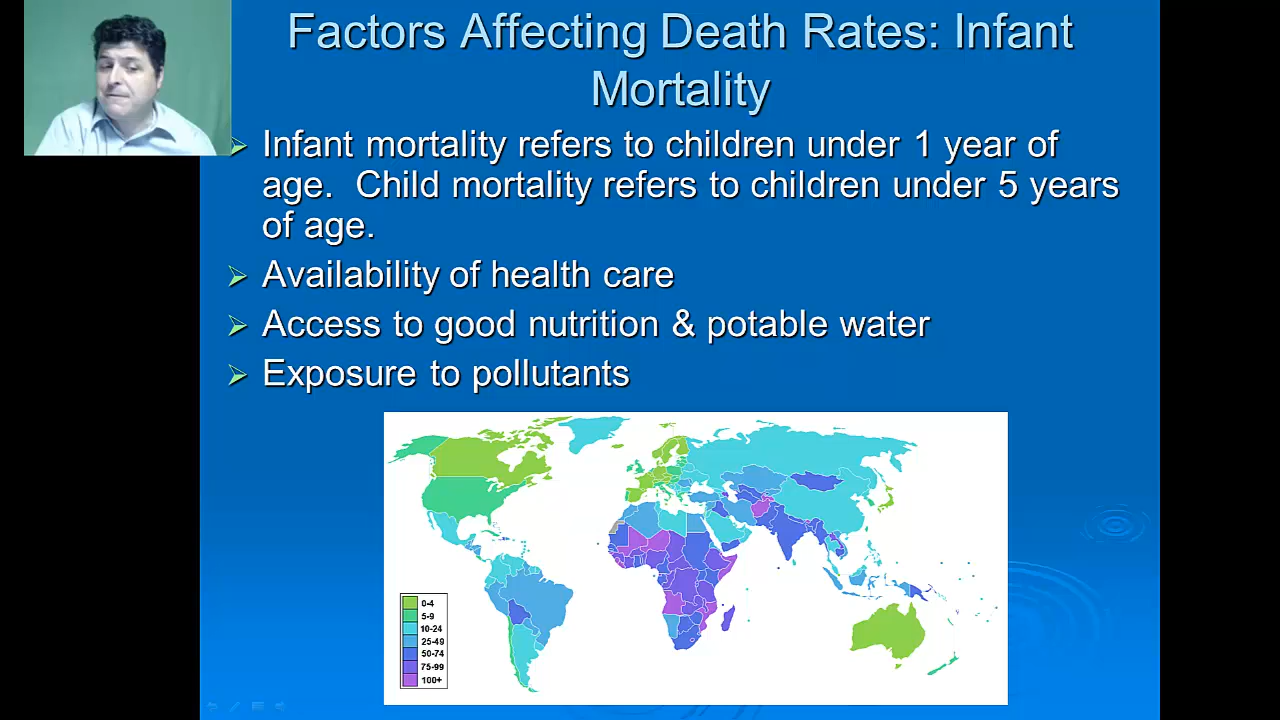 Factors Affecting Death Rates: Infant
Mortality
Infant mortality refers to children under 1 year of
age.  Child mortality refers to children under 5 years
of age.
Availability of health care
Access to good nutrition & potable water
Exposure to pollutants
0-4
5-9
10-24
25-49
50-74
75-99
100+